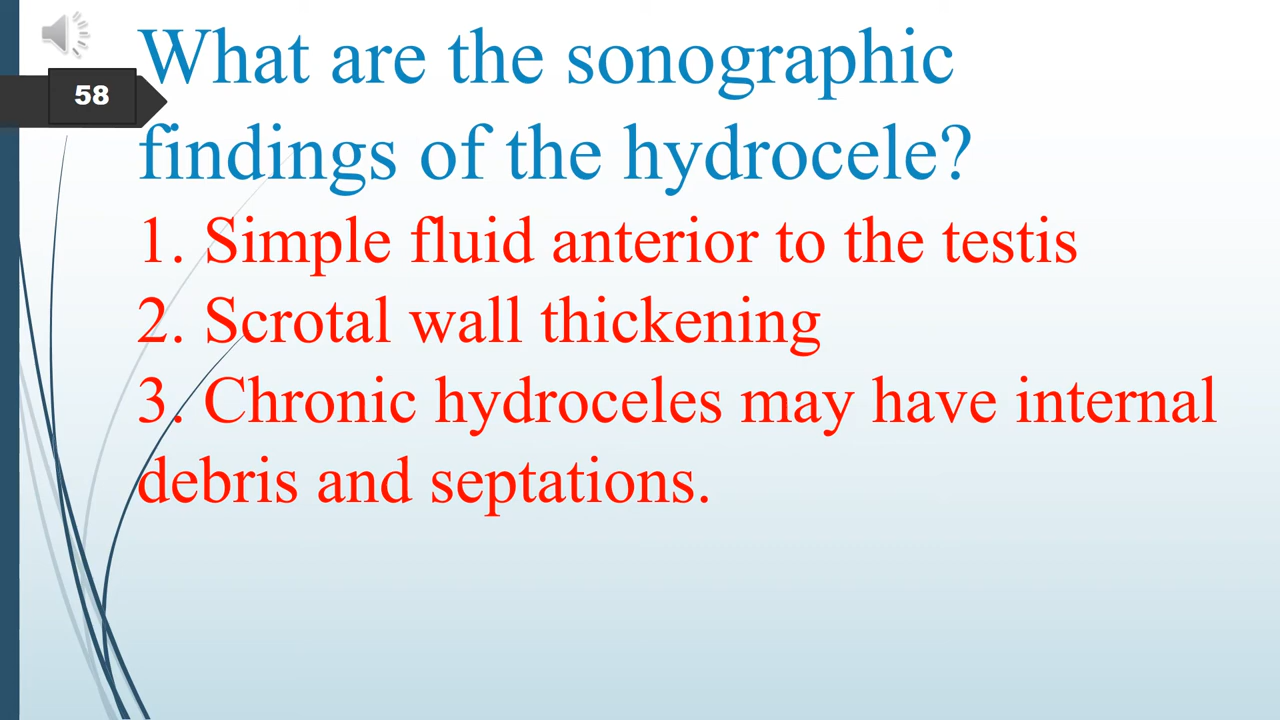 What are the sonographic
58
findings of the hydrocele?
1. Simple fluid anterior to the testis
2. Scrotal wall thickening
3. Chronic hydroceles may have internal
debris and septations.